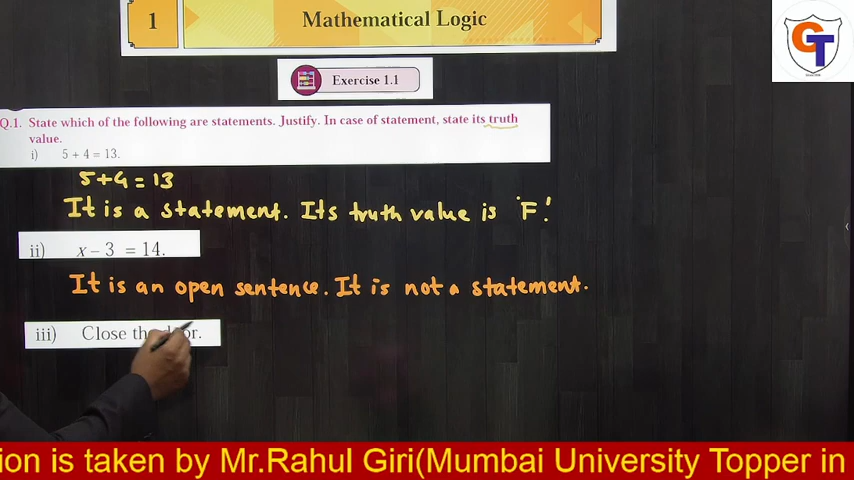 1 Mathematical Logic
GT
Exercise 1.1
Q.1. State which of the following are statements. Justify. In case of statement, state its truth
value.
i) 5 + 4 = 13.
5+4 = 13
It is a statement. Its truth value is 'F'.
ii) x – 3 = 14.
It is an open sentence. It is not a statement.
iii) Close the door.
ion is taken by Mr.Rahul Giri(Mumbai University Topper in